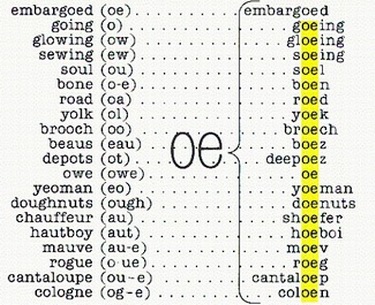 embargoed (oe) . . . . . . . . . . . . embargoed
going (o) . . . . . . . . . . . . goeing
glowing (ow) . . . . . . . . . . . . gloeing
sewing (ew) . . . . . . . . . . . . soeing
soul (ou) . . . . . . . . . . . . soel
bone (o-e) . . . . . . . . . . . . boen
road (oa) . . . . . . . . . . . . roed
yolk (ol) . . . . . . . . . . . . yoek
brooch (oo) . . . . . . . . . . . . broech
beaus (eau) . . . . . . . . . . . . boez
oe
depots (ot) . . . . . . . . . . . . deepoez
owe (owe) . . . . . . . . . . . . oe
yeoman (eo) . . . . . . . . . . . . yoeman
doughnuts (ough) . . . . . . . . . . . . doenuts
chauffeur (au) . . . . . . . . . . . . shoefer
hautboy (aut) . . . . . . . . . . . . hoeboi
mauve (au-e) . . . . . . . . . . . . moev
rogue (o-ue) . . . . . . . . . . . . roeg
cantaloupe (ou-e) . . . . . . . . . . . . cantaloep
cologne (og-e) . . . . . . . . . . . . coloen